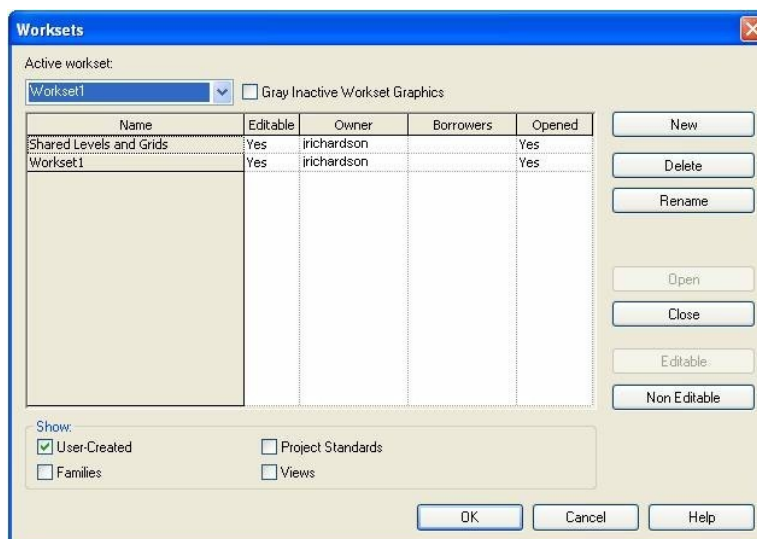 Worksets
Active workset:
Workset1
Gray Inactive Workset Graphics
Name Editable Owner Borrowers Opened
Shared Levels and Grids Yes jrichardson Yes
Workset1 Yes jrichardson Yes
New
Delete
Rename
Open
Close
Editable
Non Editable
Show:
User-Created Project Standards
Families Views
OK Cancel Help